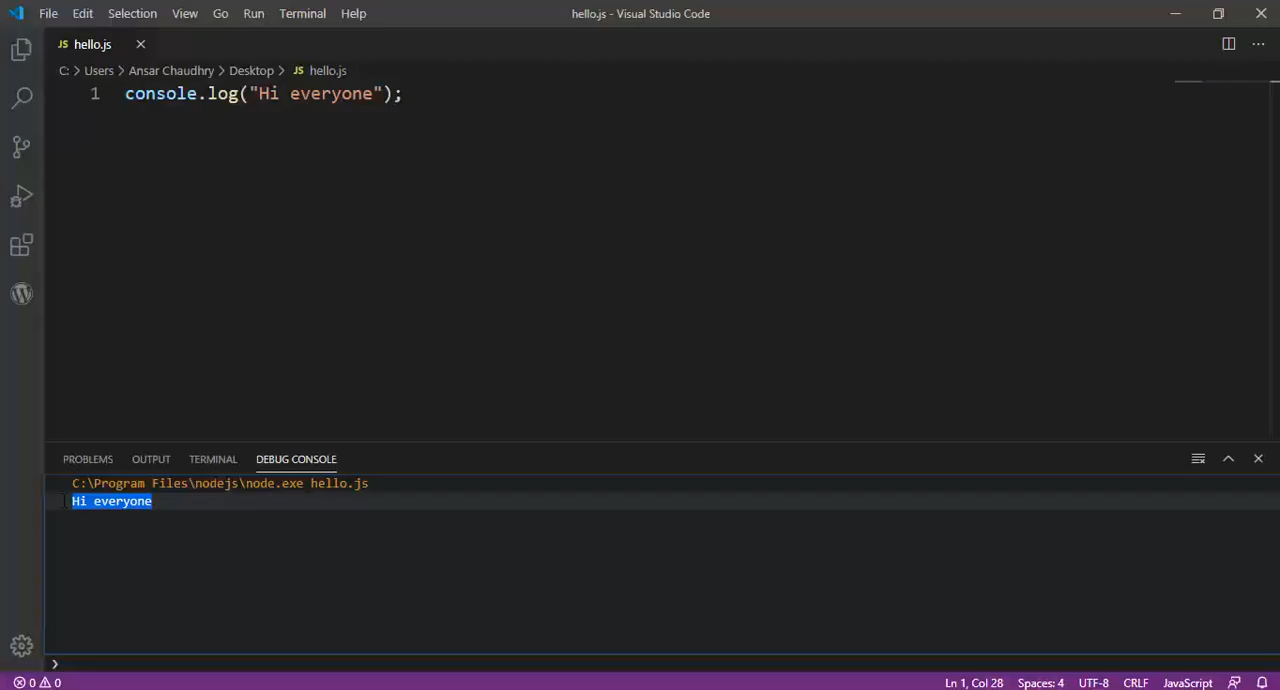 File Edit Selection View Go Run Terminal Help hello.js - Visual Studio Code
JS hello.js
C: > Users > Ansar Chaudhry > Desktop > JS hello.js
1 console.log("Hi everyone");
PROBLEMS OUTPUT TERMINAL DEBUG CONSOLE
C:\Program Files\nodejs\node.exe hello.js
Hi everyone
0 0 Ln 1, Col 28 Spaces: 4 UTF-8 CRLF JavaScript